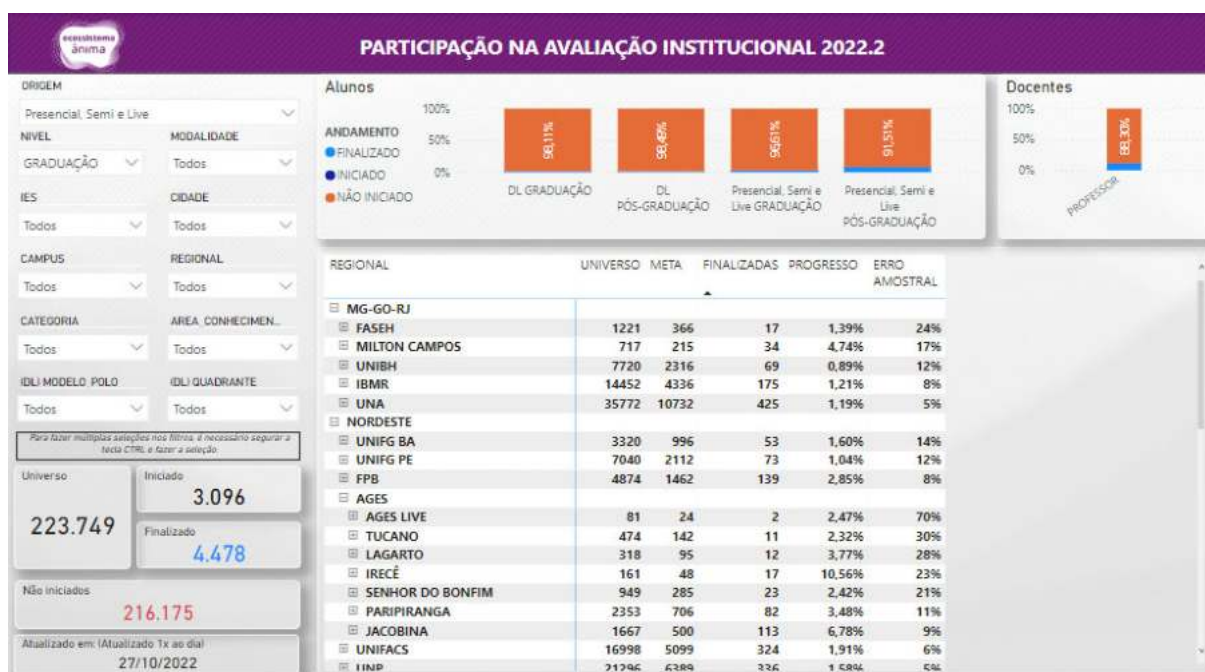 ecossistema
ânima
PARTICIPAÇÃO NA AVALIAÇÃO INSTITUCIONAL 2022.2
ORIGEM
Presencial, Semi e Live
NIVEL MODALIDADE
GRADUAÇÃO Todos
IES CIDADE
Todos Todos
CAMPUS REGIONAL
Todos Todos
CATEGORIA AREA_CONHECIMEN...
Todos Todos
(DL) MODELO_POLO (DL) QUADRANTE
Todos Todos
Para fazer múltiplas seleções nos filtros, é necessário segurar a
tecla CTRL e fazer a seleção.
Universo
223.749
Iniciado
3.096
Finalizado
4.478
Não iniciados
216.175
Atualizado em: (Atualizado 1x ao dia)
27/10/2022
Alunos
ANDAMENTO
FINALIZADO
INICIADO
NÃO INICIADO
100%
50%
0%
98,11% 98,49% 96,61% 91,51%
DL GRADUAÇÃO
DL
PÓS-GRADUAÇÃO
Presencial, Semi e
Live GRADUAÇÃO
Presencial, Semi e
Live
PÓS-GRADUAÇÃO
Docentes
100%
50%
0%
88,30%
PROFESSOR
REGIONAL UNIVERSO META FINALIZADAS PROGRESSO ERRO
AMOSTRAL
MG-GO-RJ
FASEH 1221 366 17 1,39% 24%
MILTON CAMPOS 717 215 34 4,74% 17%
UNIBH 7720 2316 69 0,89% 12%
IBMR 14452 4336 175 1,21% 8%
UNA 35772 10732 425 1,19% 5%
NORDESTE
UNIFG BA 3320 996 53 1,60% 14%
UNIFG PE 7040 2112 73 1,04% 12%
FPB 4874 1462 139 2,85% 8%
AGES
AGES LIVE 81 24 2 2,47% 70%
TUCANO 474 142 11 2,32% 30%
LAGARTO 318 95 12 3,77% 28%
IRECÊ 161 48 17 10,56% 23%
SENHOR DO BONFIM 949 285 23 2,42% 21%
PARIPIRANGA 2353 706 82 3,48% 11%
JACOBINA 1667 500 113 6,78% 9%
UNIFACS 16998 5099 324 1,91% 6%
UNP 21296 6389 336 1,58% 5%